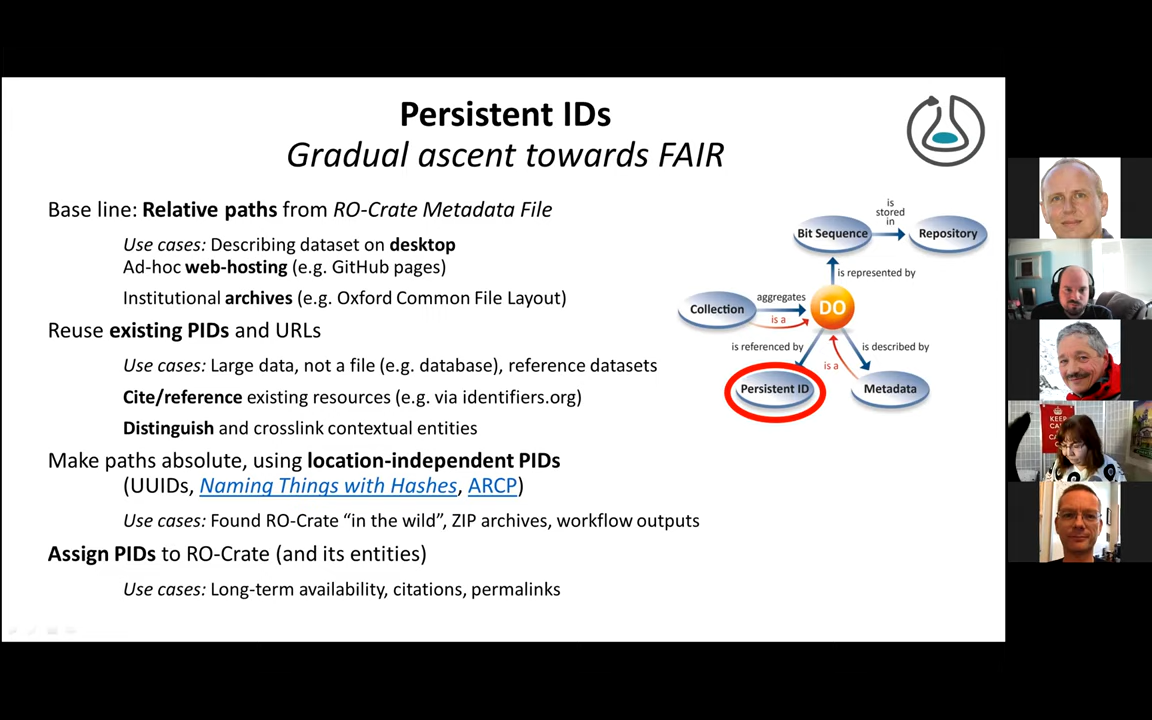 Persistent IDs
Gradual ascent towards FAIR
Base line: Relative paths from RO-Crate Metadata File
Use cases: Describing dataset on desktop
Ad-hoc web-hosting (e.g. GitHub pages)
Institutional archives (e.g. Oxford Common File Layout)
Reuse existing PIDs and URLs
Use cases: Large data, not a file (e.g. database), reference datasets
Cite/reference existing resources (e.g. via identifiers.org)
Distinguish and crosslink contextual entities
Make paths absolute, using location-independent PIDs
(UUIDs, Naming Things with Hashes, ARCP)
Use cases: Found RO-Crate “in the wild”, ZIP archives, workflow outputs
Assign PIDs to RO-Crate (and its entities)
Use cases: Long-term availability, citations, permalinks
is
stored
in
Bit Sequence
Repository
is represented by
Collection
aggregates
is a
DO
is referenced by
is described by
is a
Persistent ID
Metadata
KEEP
CA
CA